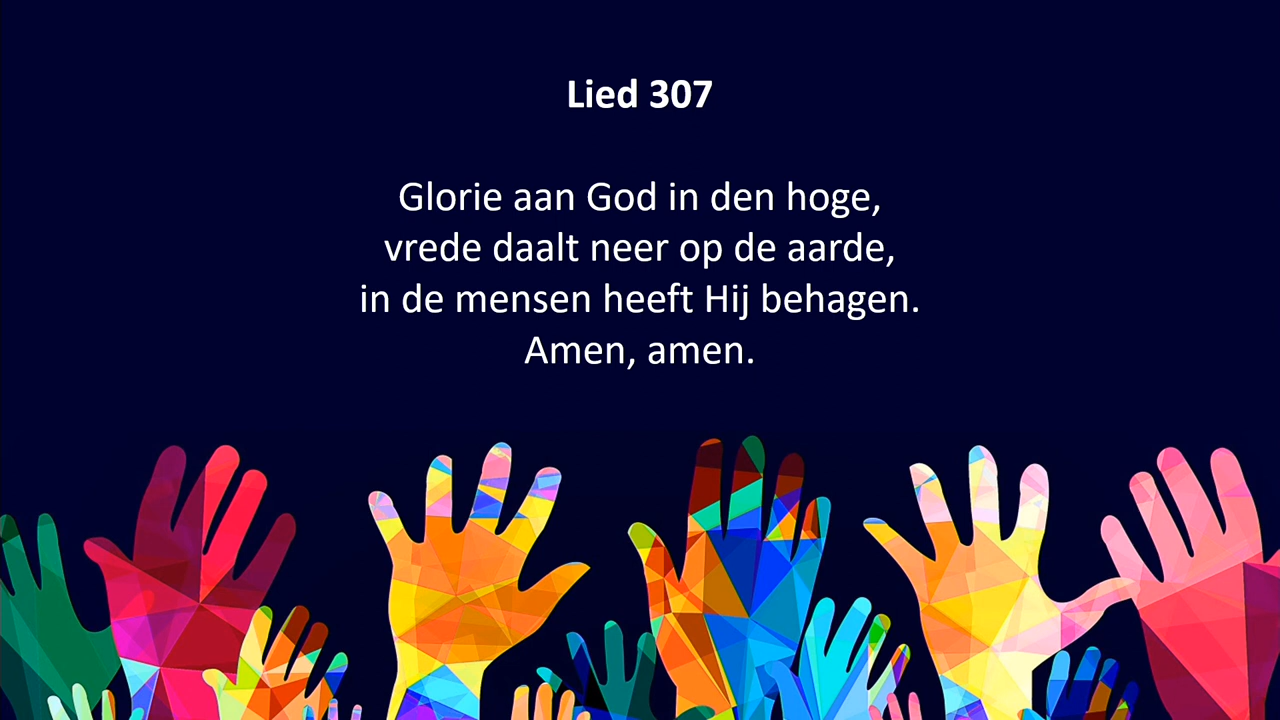 Lied 307
Glorie aan God in den hoge,
vrede daalt neer op de aarde,
in de mensen heeft Hij behagen.
Amen, amen.